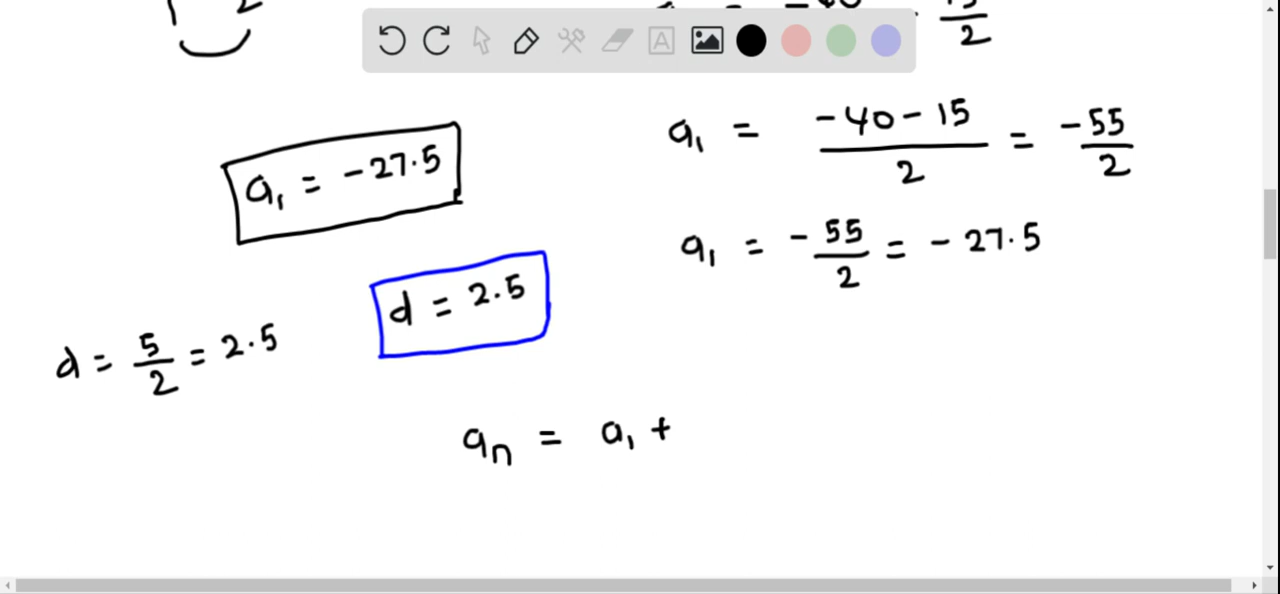 a₁ = -40-15/2 = -55/2
a₁ = -27.5
a₁ = -55/2 = -27.5
d = 2.5
d = 5/2 = 2.5
aₙ = a₁ +